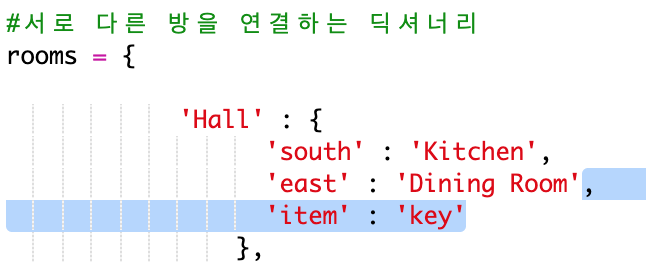 #서로 다른 방을 연결하는 딕셔너리
rooms = {
'Hall' : {
'south' : 'Kitchen',
'east' : 'Dining Room',
'item' : 'key'
},